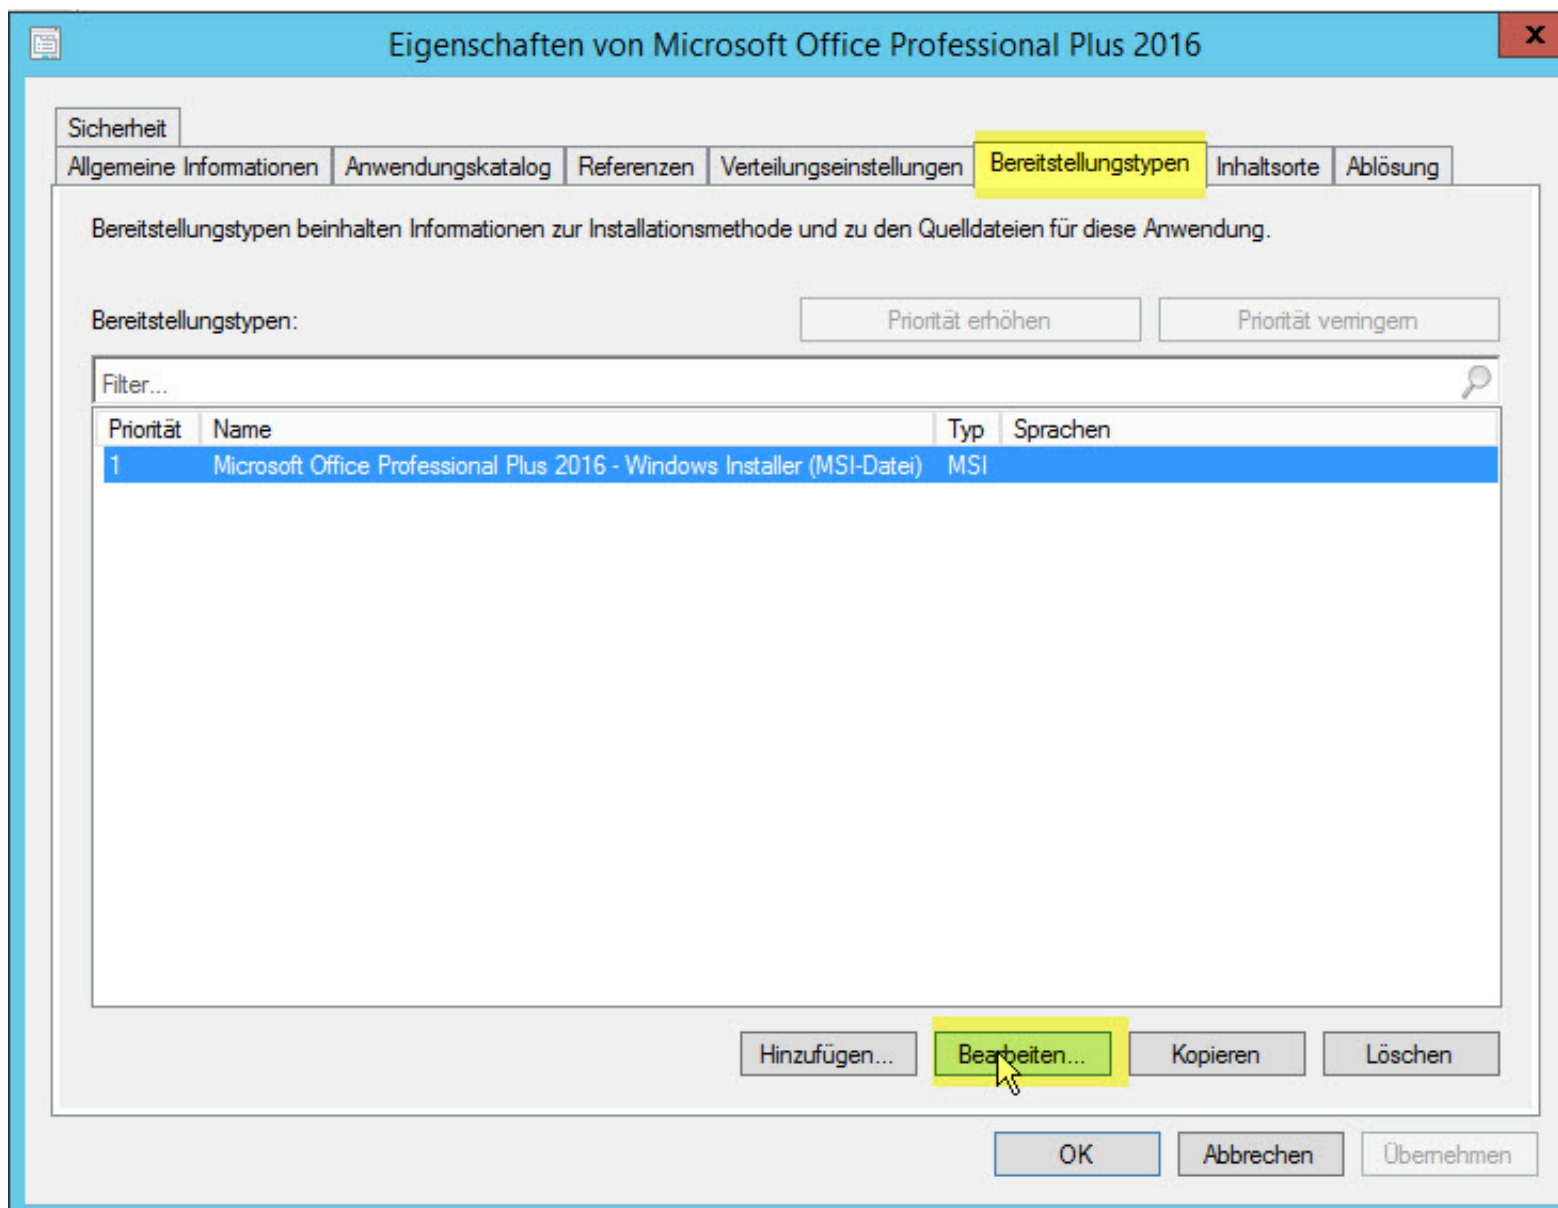 Eigenschaften von Microsoft Office Professional Plus 2016
x
Sicherheit
Allgemeine Informationen Anwendungskatalog Referenzen Verteilungseinstellungen Bereitstellungstypen Inhaltsorte Ablösung
Bereitstellungstypen beinhalten Informationen zur Installationsmethode und zu den Quelldateien für diese Anwendung.
Bereitstellungstypen: Priorität erhöhen Priorität verringern
Filter...
Priorität Name Typ Sprachen
1 Microsoft Office Professional Plus 2016 - Windows Installer (MSI-Datei) MSI
Hinzufügen... Bearbeiten... Kopieren Löschen
OK Abbrechen Übernehmen